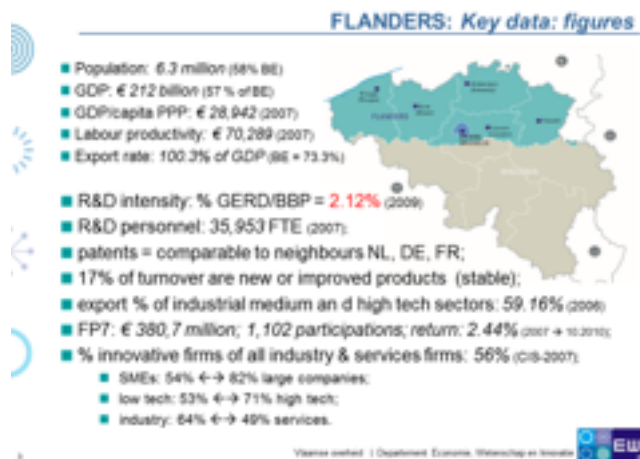 FLANDERS: Key data: figures
Population: 6.3 million (58% BE)
GDP: € 212 billion (57 % of BE)
GDP/capita PPP: € 28,942 (2007)
Labour productivity: € 70,289 (2007)
Export rate: 100.3% of GDP (BE = 73.3%)
FLANDERS
R&D intensity: % GERD/BBP = 2.12% (2009)
R&D personnel: 35,953 FTE (2007);
patents = comparable to neighbours NL, DE, FR;
17% of turnover are new or improved products (stable);
export % of industrial medium an d high tech sectors: 59.16% (2006)
FP7: € 380,7 million; 1,102 participations; return: 2.44% (2007 → 10.2010);
% innovative firms of all industry & services firms: 56% (CIS-2007);
SMEs: 54% ←→ 82% large companies;
low tech: 53% ←→ 71% high tech;
industry: 64% ←→ 49% services.
Vlaamse overheid | Departement Economie, Wetenschap en Innovatie
EW